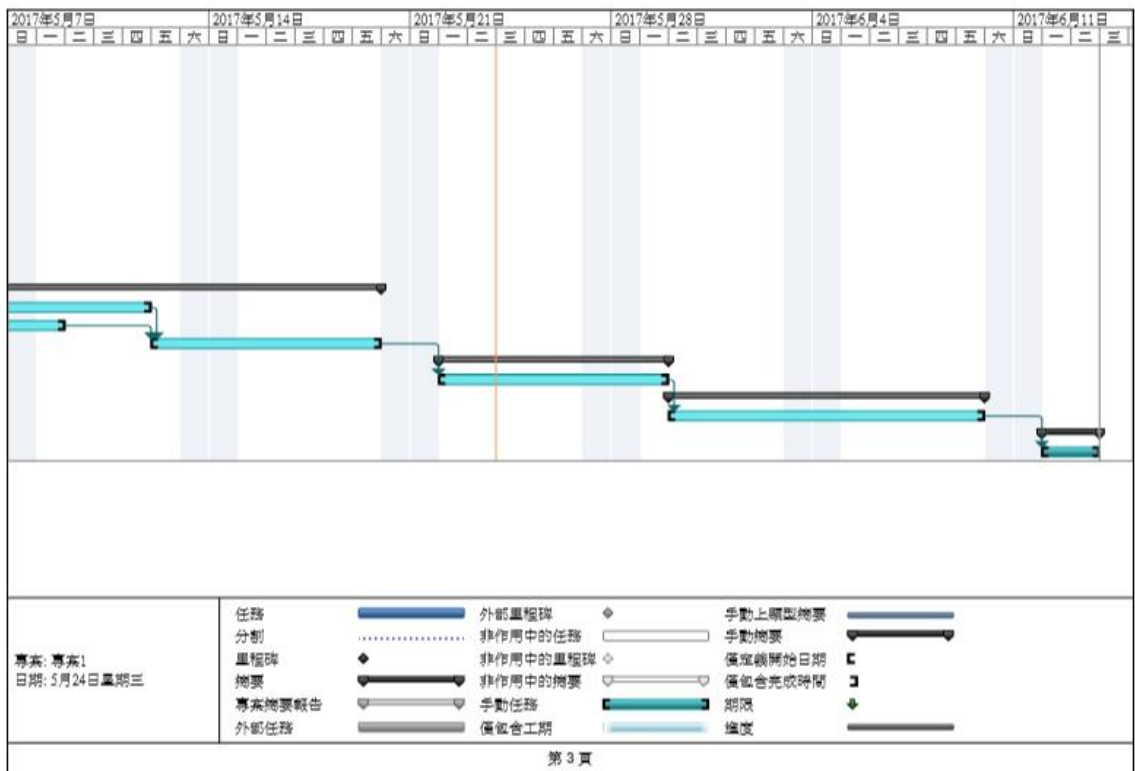 2017年5月7日 2017年5月14日 2017年5月21日 2017年5月28日 2017年6月4日 2017年6月11日
日 一 二 三 四 五 六 日 一 二 三 四 五 六 日 一 二 三 四 五 六 日 一 二 三 四 五 六 日 一 二 三 四 五 六 日 一 二 三
專案: 專案1
日期: 5月24日星期三
任務 外部里程碑 手動上顯型摘要
分割 非作用中的任務 手動摘要
里程碑 非作用中的里程碑 僅定義開始日期
摘要 非作用中的摘要 僅包含完成時間
專案摘要報告 手動任務 期限
外部任務 僅包含工期 進度
第 3 頁